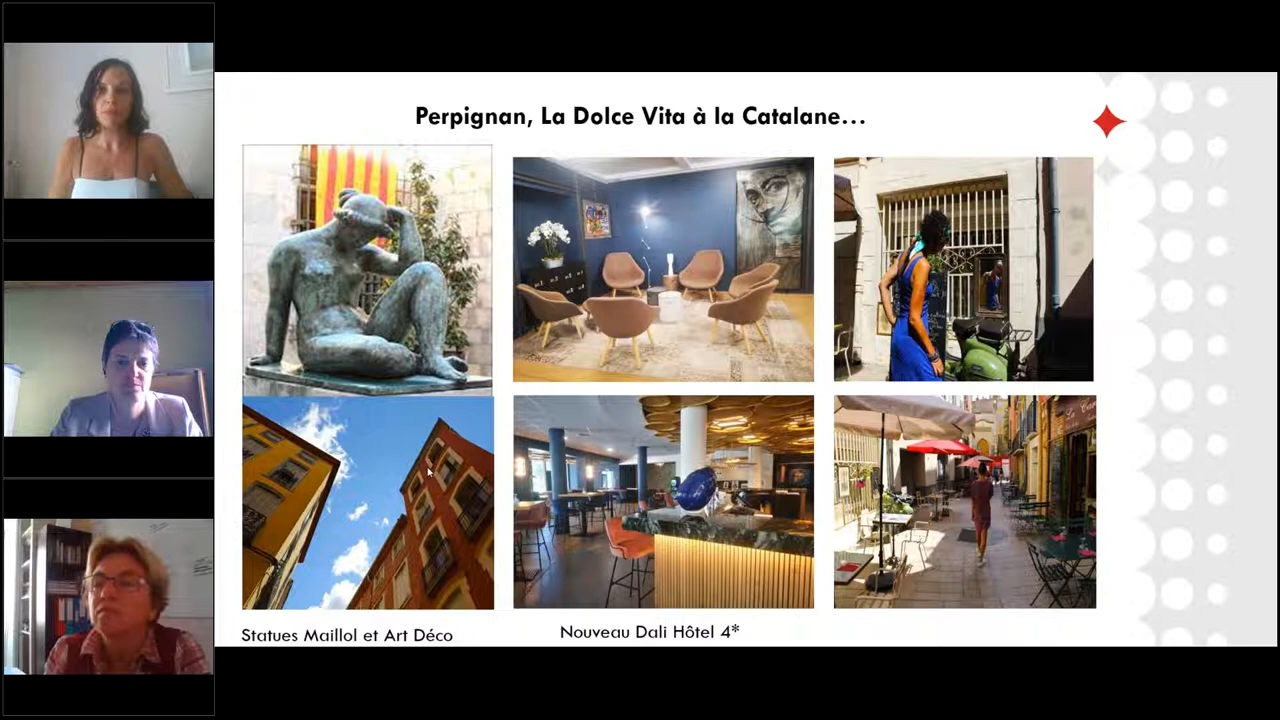 Perpignan, La Dolce Vita à la Catalane...
Statues Maillol et Art Déco
Nouveau Dali Hôtel 4*